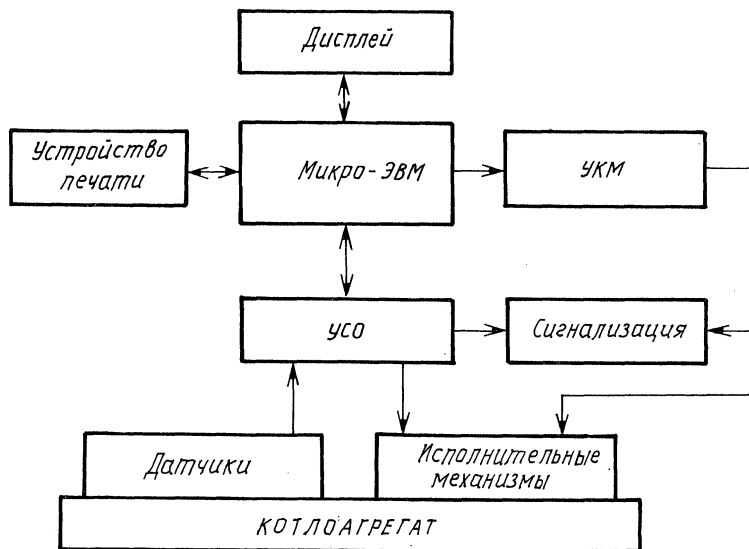 Дисплей
Устройство
печати
Микро-ЭВМ
УКМ
УСО
Сигнализация
Датчики
Исполнительные
механизмы
КОТЛОАГРЕГАТ